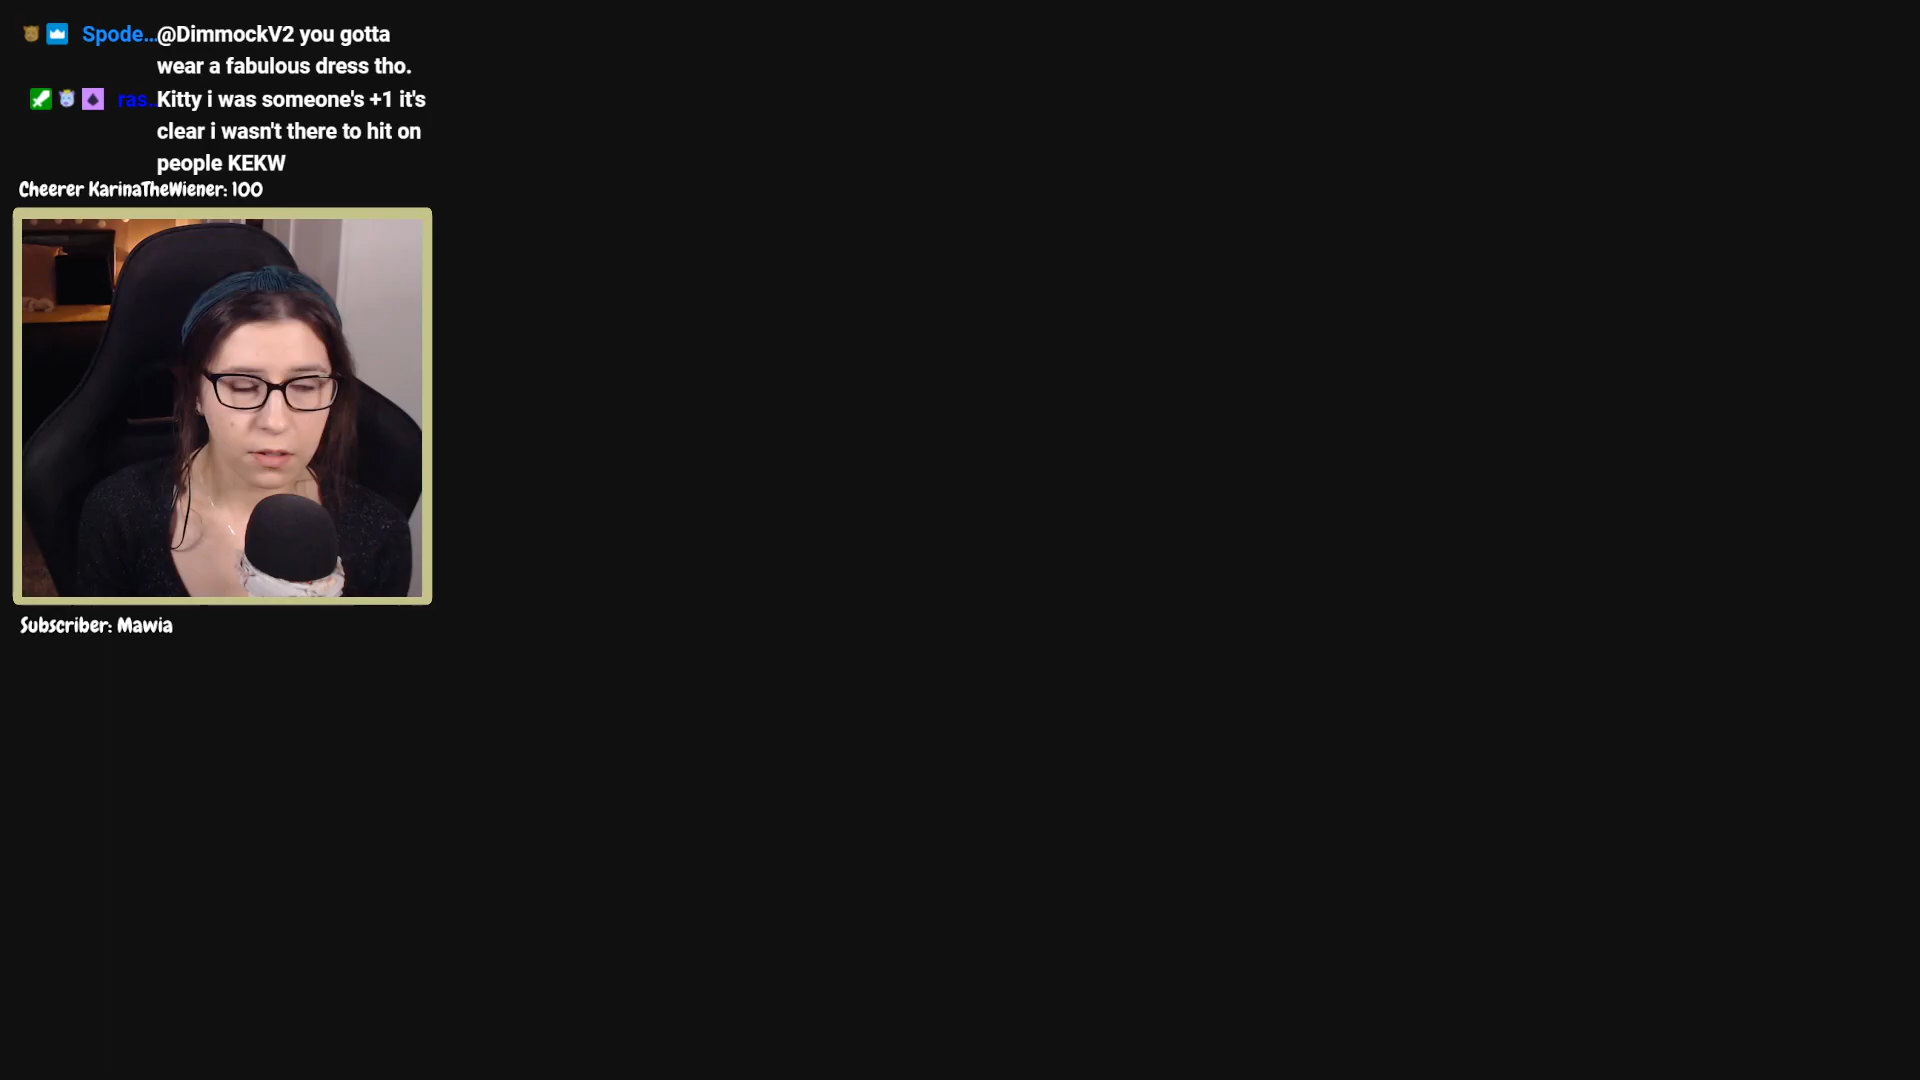 Spode... @DimmockV2 you gotta
wear a fabulous dress tho.
ras... Kitty i was someone's +1 it's
clear i wasn't there to hit on
people KEKW
Cheerer KarinaTheWiener: 100
Subscriber: Mawia